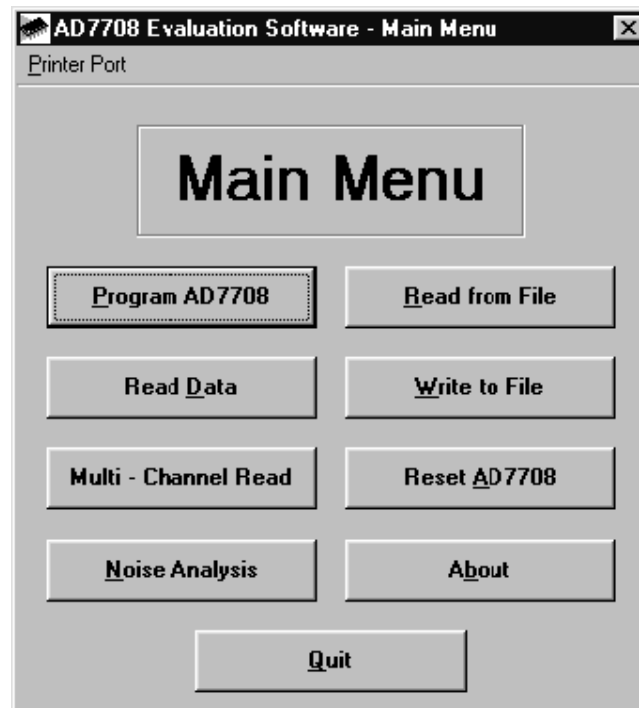 AD7708 Evaluation Software - Main Menu
Printer Port
Main Menu
Program AD7708
Read from File
Read Data
Write to File
Multi - Channel Read
Reset AD7708
Noise Analysis
About
Quit